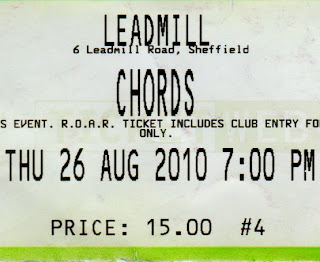 LEADMILL
6 Leadmill Road, Sheffield
CHORDS
S EVENT. R.O.A.R. TICKET INCLUDES CLUB ENTRY FO
ONLY.
THU 26 AUG 2010 7:00 PM
PRICE: 15.00 #4